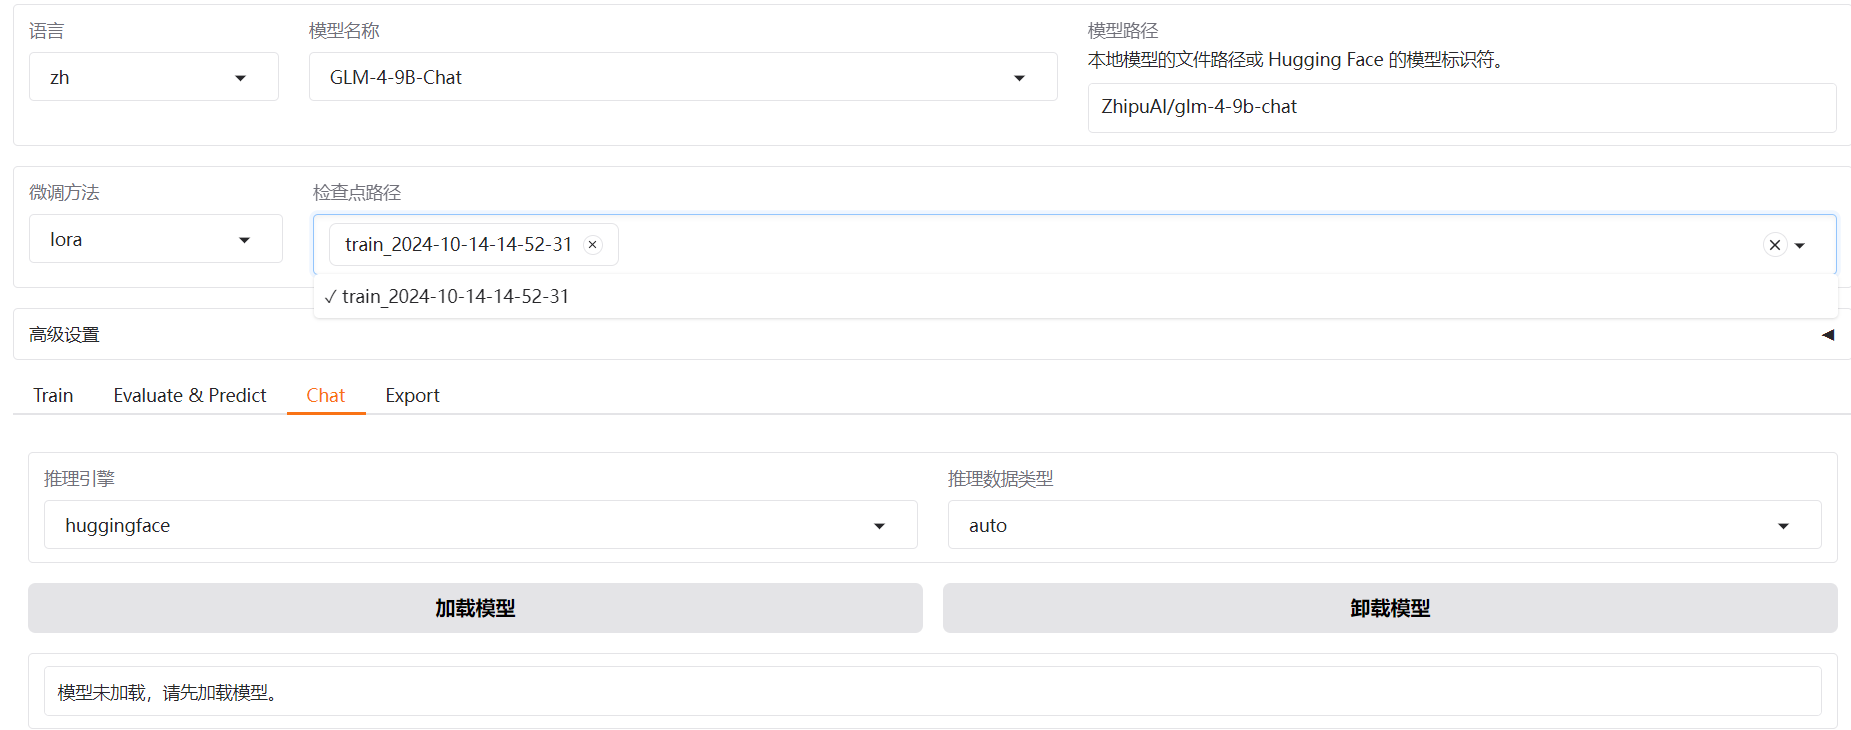 语言
zh
模型名称
GLM-4-9B-Chat
模型路径
本地模型的文件路径或 Hugging Face 的模型标识符。
ZhipuAI/glm-4-9b-chat
微调方法
lora
检查点路径
train_2024-10-14-14-52-31
✓ train_2024-10-14-14-52-31
高级设置
Train
Evaluate & Predict
Chat
Export
推理引擎
huggingface
推理数据类型
auto
加载模型
卸载模型
模型未加载，请先加载模型。